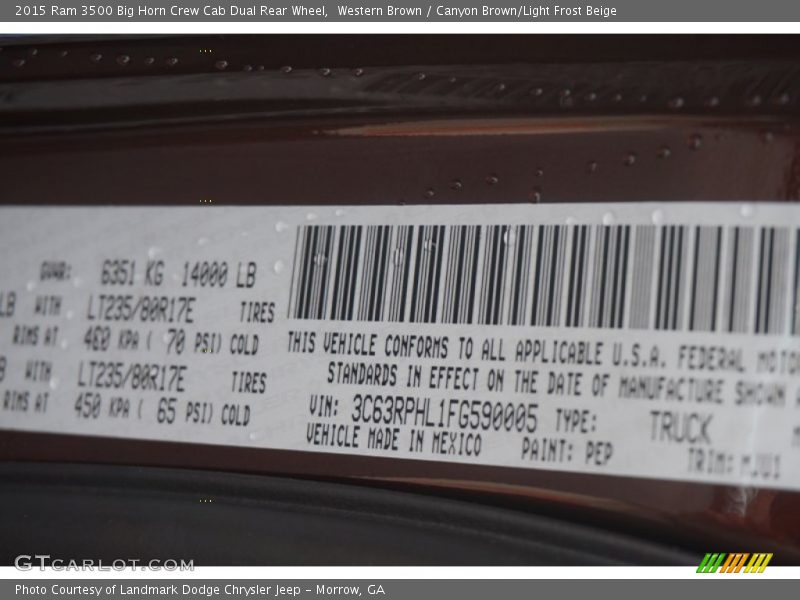 2015 Ram 3500 Big Horn Crew Cab Dual Rear Wheel,  Western Brown / Canyon Brown/Light Frost Beige
GVWR: 6351 KG 14000 LB
LB WITH LT235/80R17E TIRES
RIMS AT 460 KPA ( 70 PSI) COLD
B WITH LT235/80R17E TIRES
RIMS AT 450 KPA ( 65 PSI) COLD
THIS VEHICLE CONFORMS TO ALL APPLICABLE U.S.A. FEDERAL MOTO
STANDARDS IN EFFECT ON THE DATE OF MANUFACTURE SHOWN A
VIN: 3C63RPHL1FG590005 TYPE: TRUCK
VEHICLE MADE IN MEXICO PAINT: PEP TRIM: MJU1
GTCARLOT.COM
Photo Courtesy of Landmark Dodge Chrysler Jeep – Morrow, GA